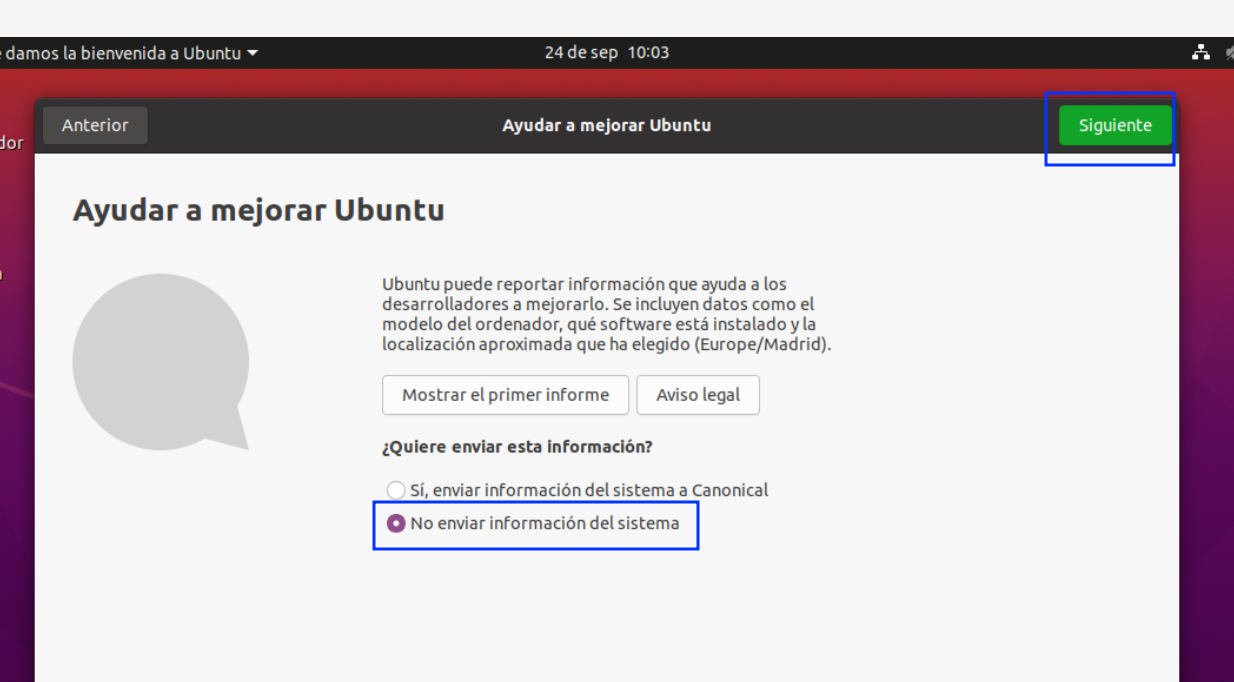 damos la bienvenida a Ubuntu
24 de sep 10:03
Anterior
Ayudar a mejorar Ubuntu
Siguiente
Ayudar a mejorar Ubuntu
Ubuntu puede reportar información que ayuda a los
desarrolladores a mejorarlo. Se incluyen datos como el
modelo del ordenador, qué software está instalado y la
localización aproximada que ha elegido (Europe/Madrid).
Mostrar el primer informe
Aviso legal
¿Quiere enviar esta información?
Sí, enviar información del sistema a Canonical
No enviar información del sistema